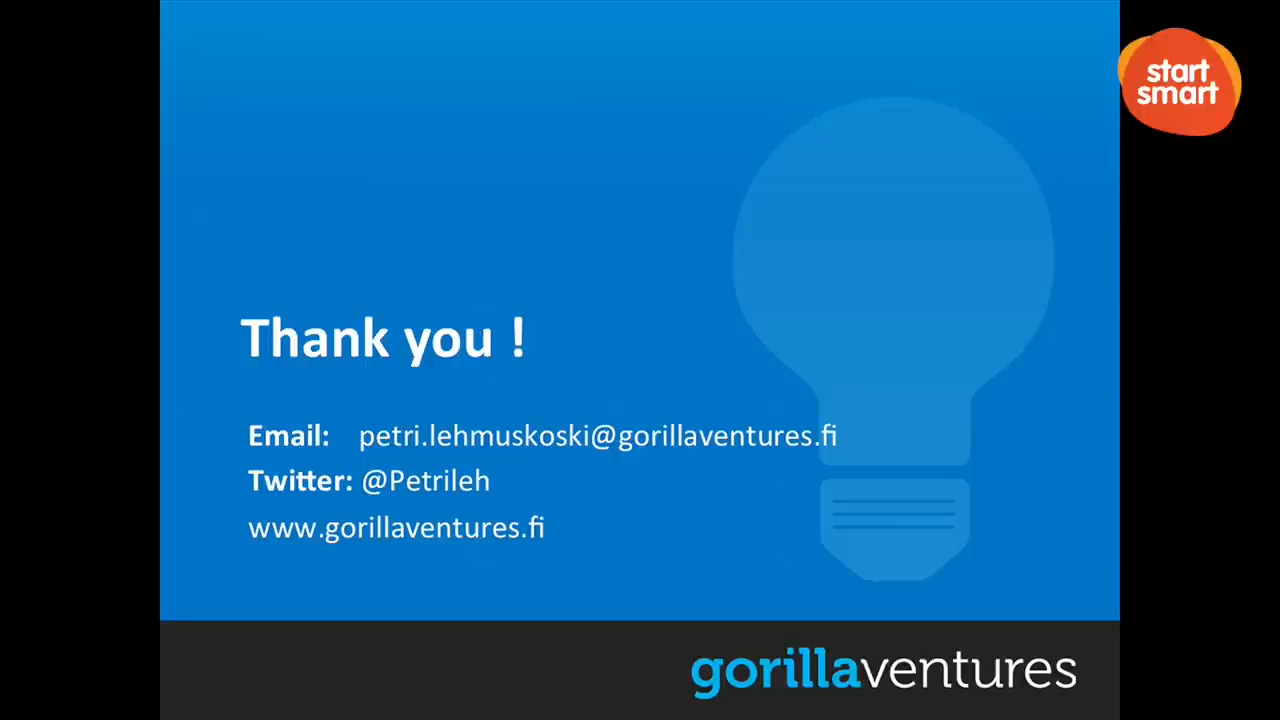 start
smart
Thank you !
Email: petri.lehmuskoski@gorillaventures.fi
Twitter: @Petrileh
www.gorillaventures.fi
gorillaventures